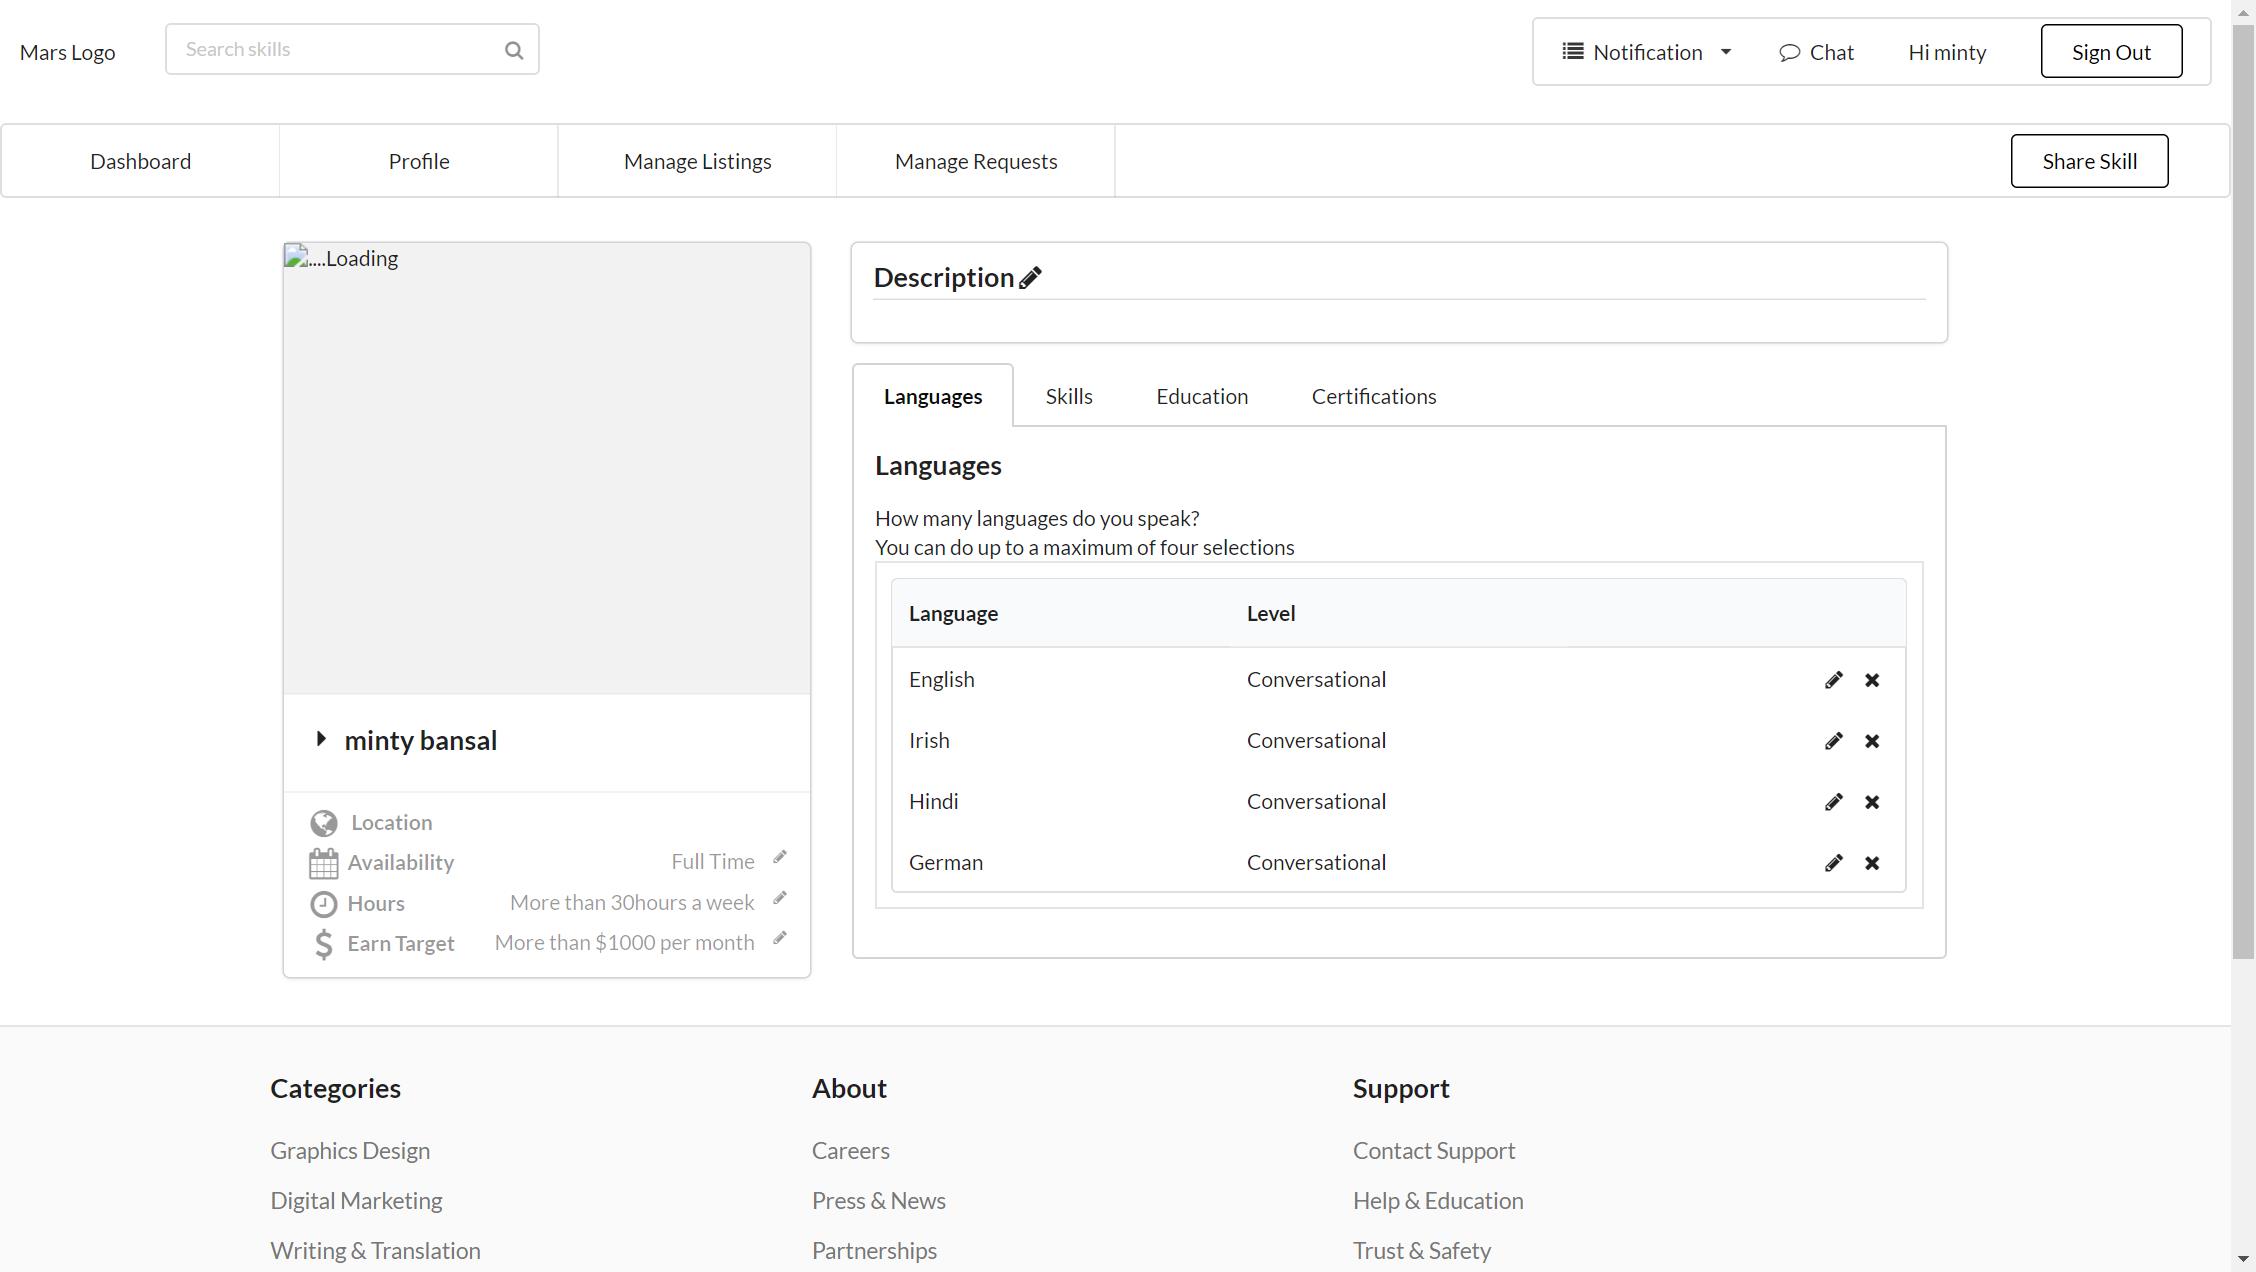 Mars Logo
Search skills
Notification
Chat
Hi minty
Sign Out
Dashboard
Profile
Manage Listings
Manage Requests
Share Skill
....Loading
minty bansal
Location
Availability
Full Time
Hours
More than 30hours a week
Earn Target
More than $1000 per month
Description
Languages
Skills
Education
Certifications
Languages
How many languages do you speak?
You can do up to a maximum of four selections
Language
Level
English
Conversational
Irish
Conversational
Hindi
Conversational
German
Conversational
Categories
Graphics Design
Digital Marketing
Writing & Translation
About
Careers
Press & News
Partnerships
Support
Contact Support
Help & Education
Trust & Safety